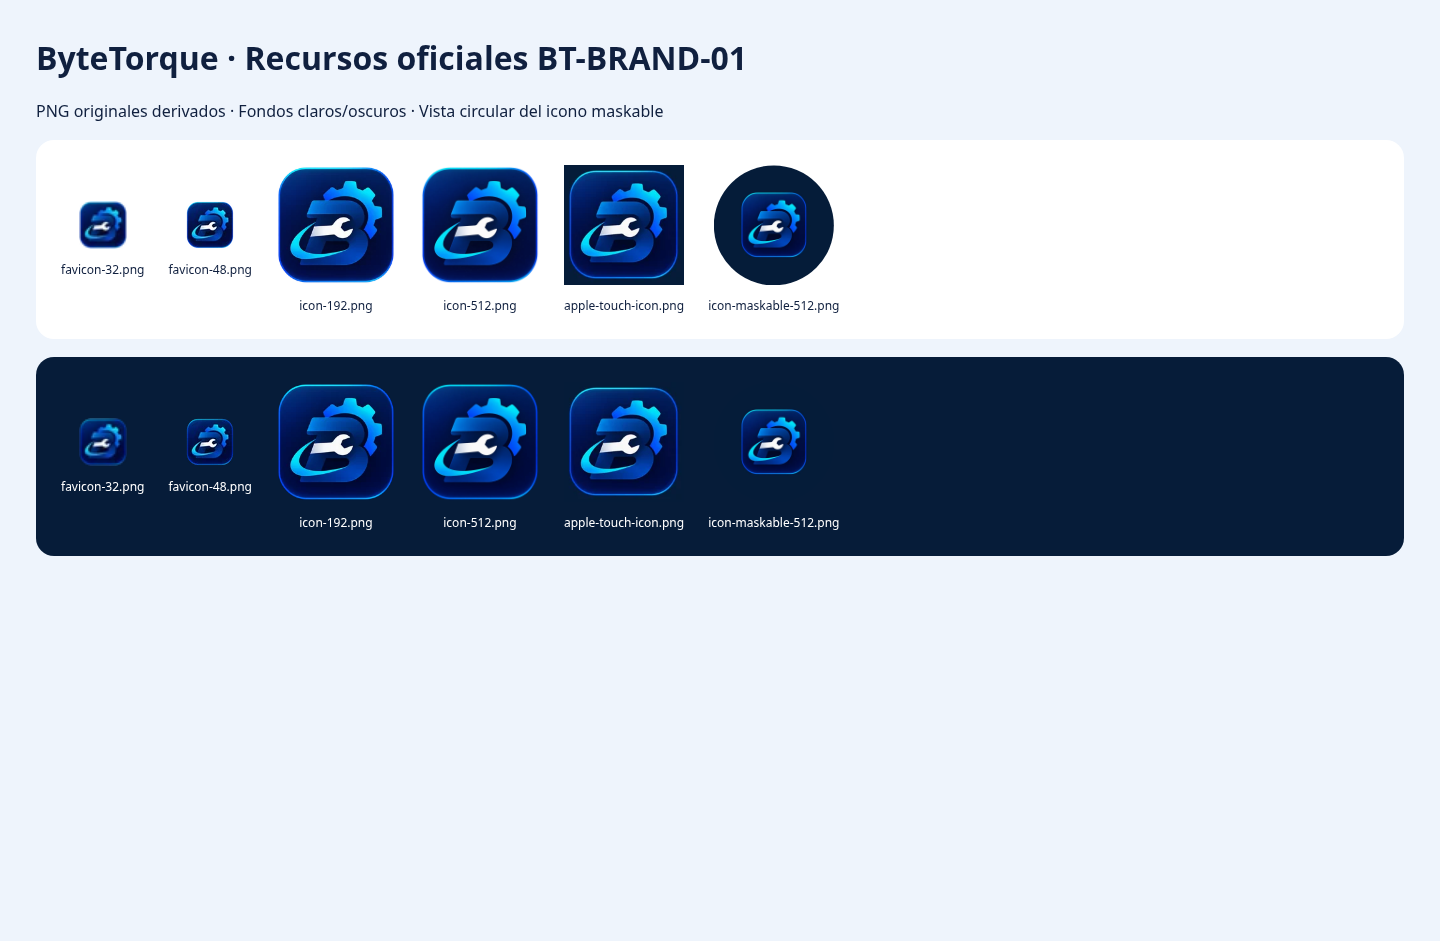 ByteTorque · Recursos oficiales BT-BRAND-01
PNG originales derivados · Fondos claros/oscuros · Vista circular del icono maskable
favicon-32.png
favicon-48.png
icon-192.png
icon-512.png
apple-touch-icon.png
icon-maskable-512.png
favicon-32.png
favicon-48.png
icon-192.png
icon-512.png
apple-touch-icon.png
icon-maskable-512.png